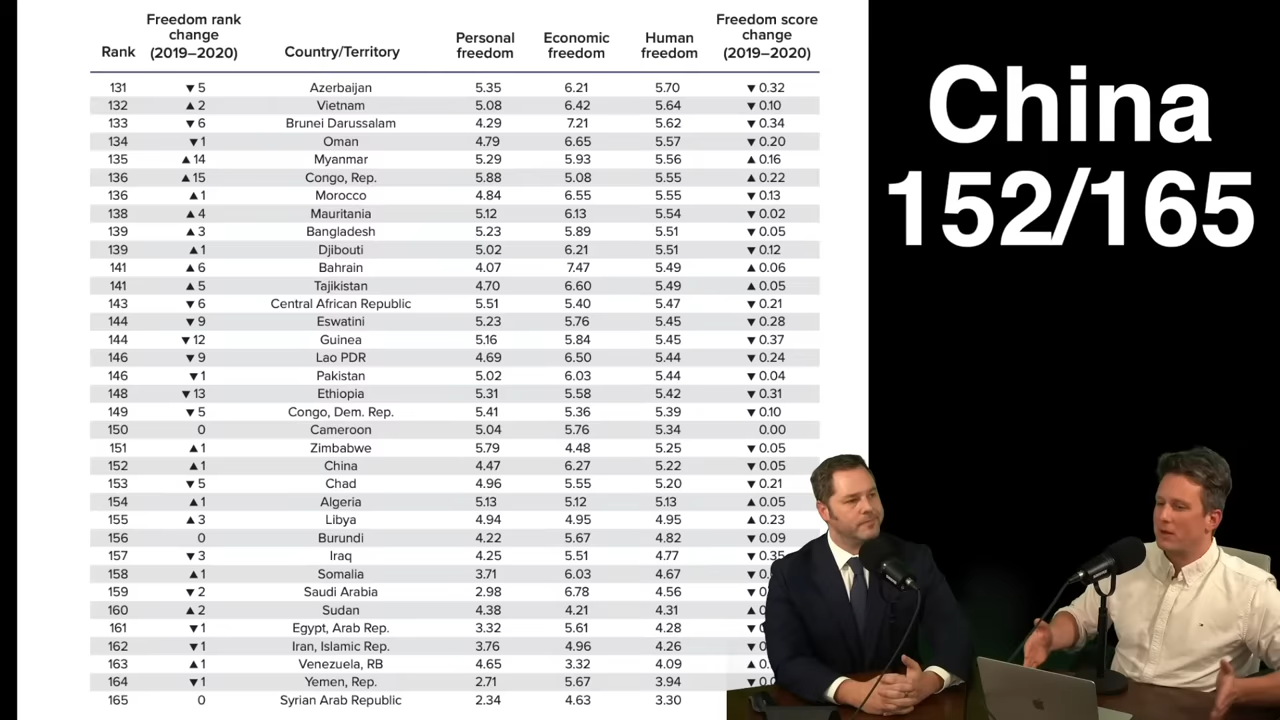 Rank Freedom rank change (2019–2020) Country/Territory Personal freedom Economic freedom Human freedom Freedom score change (2019–2020)
131 ▼ 5 Azerbaijan 5.35 6.21 5.70 ▼ 0.32
132 ▲ 2 Vietnam 5.08 6.42 5.64 ▼ 0.10
133 ▼ 6 Brunei Darussalam 4.29 7.21 5.62 ▼ 0.34
134 ▼ 1 Oman 4.79 6.65 5.57 ▼ 0.20
135 ▲ 14 Myanmar 5.29 5.93 5.56 ▲ 0.16
136 ▲ 15 Congo, Rep. 5.88 5.08 5.55 ▲ 0.22
136 ▲ 1 Morocco 4.84 6.55 5.55 ▼ 0.13
138 ▲ 4 Mauritania 5.12 6.13 5.54 ▼ 0.02
139 ▲ 3 Bangladesh 5.23 5.89 5.51 ▼ 0.05
139 ▲ 1 Djibouti 5.02 6.21 5.51 ▼ 0.12
141 ▲ 6 Bahrain 4.07 7.47 5.49 ▲ 0.06
141 ▲ 5 Tajikistan 4.70 6.60 5.49 ▲ 0.05
143 ▼ 6 Central African Republic 5.51 5.40 5.47 ▼ 0.21
144 ▼ 9 Eswatini 5.23 5.76 5.45 ▼ 0.28
144 ▼ 12 Guinea 5.16 5.84 5.45 ▼ 0.37
146 ▼ 9 Lao PDR 4.69 6.50 5.44 ▼ 0.24
146 ▼ 1 Pakistan 5.02 6.03 5.44 ▼ 0.04
148 ▼ 13 Ethiopia 5.31 5.58 5.42 ▼ 0.31
149 ▼ 5 Congo, Dem. Rep. 5.41 5.36 5.39 ▼ 0.10
150 0 Cameroon 5.04 5.76 5.34 0.00
151 ▲ 1 Zimbabwe 5.79 4.48 5.25 ▼ 0.05
152 ▲ 1 China 4.47 6.27 5.22 ▼ 0.05
153 ▼ 5 Chad 4.96 5.55 5.20 ▼ 0.21
154 ▲ 1 Algeria 5.13 5.12 5.13 ▲ 0.05
155 ▲ 3 Libya 4.94 4.95 4.95 ▲ 0.23
156 0 Burundi 4.22 5.67 4.82 ▼ 0.09
157 ▼ 3 Iraq 4.25 5.51 4.77 ▼ 0.35
158 ▲ 1 Somalia 3.71 6.03 4.67 ▼
159 ▼ 2 Saudi Arabia 2.98 6.78 4.56 ▼
160 ▲ 2 Sudan 4.38 4.21 4.31 ▲
161 ▼ 1 Egypt, Arab Rep. 3.32 5.61 4.28 ▼
162 ▼ 1 Iran, Islamic Rep. 3.76 4.96 4.26 ▼
163 ▲ 1 Venezuela, RB 4.65 3.32 4.09 ▲
164 ▼ 1 Yemen, Rep. 2.71 5.67 3.94 ▼
165 0 Syrian Arab Republic 2.34 4.63 3.30
China
152/165